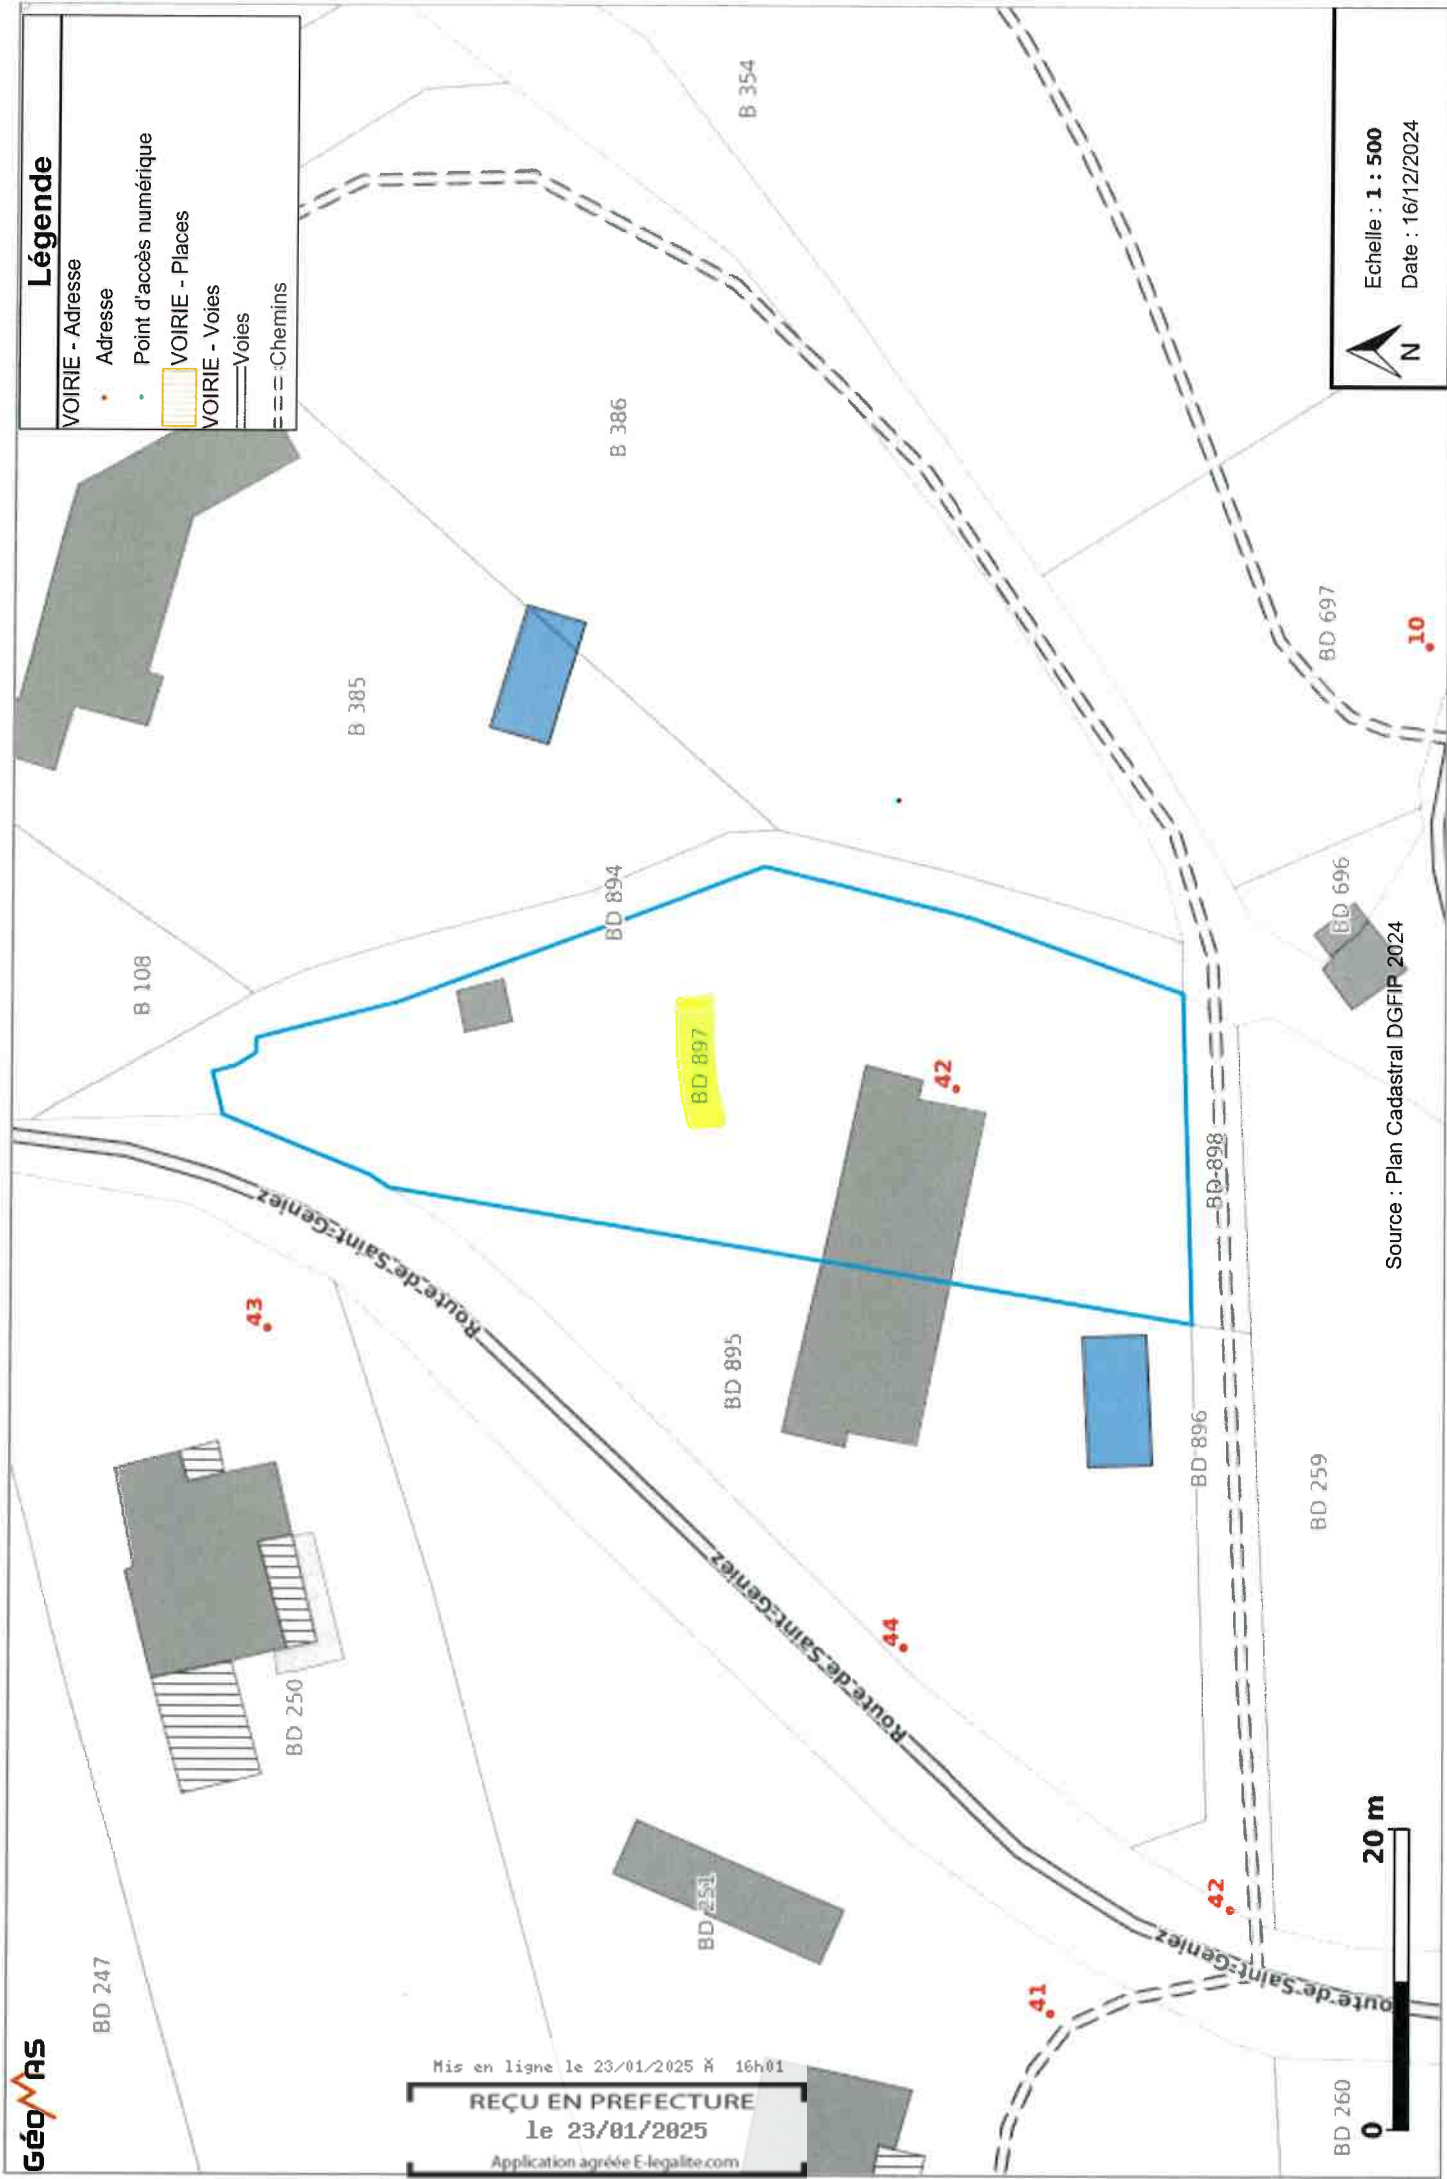 GéoMAS
Légende
VOIRIE - Adresse
Adresse
Point d'accès numérique
VOIRIE - Places
VOIRIE - Voies
Voies
Chemins
BD 247
BD 250
43
B 108
B 385
B 386
B 354
BD 894
BD 897
42
BD 895
44
BD 251
41
42
BD 896
BD 898
BD 259
BD 260
BD 696
BD 697
10
Route de Saint-Geniez
Route de Saint-Geniez
oute de Saint-Geniez
0
20 m
Source : Plan Cadastral DGFIP 2024
N
Echelle : 1 : 500
Date : 16/12/2024
Mis en ligne le 23/01/2025 À 16h01
REÇU EN PREFECTURE
le 23/01/2025
Application agréée E-legalite.com